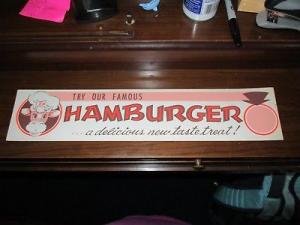 TRY OUR FAMOUS
HAMBURGER
...a delicious new taste treat!